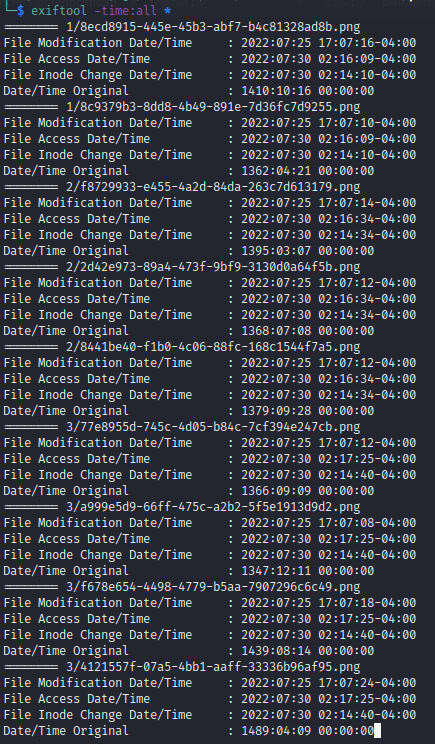 $ exiftool -time:all *
======== 1/8ecd8915-445e-45b3-abf7-b4c81328ad8b.png
File Modification Date/Time : 2022:07:25 17:07:16-04:00
File Access Date/Time : 2022:07:30 02:16:09-04:00
File Inode Change Date/Time : 2022:07:30 02:14:10-04:00
Date/Time Original : 1410:10:16 00:00:00
======== 1/8c9379b3-8dd8-4b49-891e-7d36fc7d9255.png
File Modification Date/Time : 2022:07:25 17:07:10-04:00
File Access Date/Time : 2022:07:30 02:16:09-04:00
File Inode Change Date/Time : 2022:07:30 02:14:10-04:00
Date/Time Original : 1362:04:21 00:00:00
======== 2/f8729933-e455-4a2d-84da-263c7d613179.png
File Modification Date/Time : 2022:07:25 17:07:14-04:00
File Access Date/Time : 2022:07:30 02:16:34-04:00
File Inode Change Date/Time : 2022:07:30 02:14:34-04:00
Date/Time Original : 1395:03:07 00:00:00
======== 2/2d42e973-89a4-473f-9bf9-3130d0a64f5b.png
File Modification Date/Time : 2022:07:25 17:07:12-04:00
File Access Date/Time : 2022:07:30 02:16:34-04:00
File Inode Change Date/Time : 2022:07:30 02:14:34-04:00
Date/Time Original : 1368:07:08 00:00:00
======== 2/8441be40-f1b0-4c06-88fc-168c1544f7a5.png
File Modification Date/Time : 2022:07:25 17:07:12-04:00
File Access Date/Time : 2022:07:30 02:16:34-04:00
File Inode Change Date/Time : 2022:07:30 02:14:34-04:00
Date/Time Original : 1379:09:28 00:00:00
======== 3/77e8955d-745c-4d05-b84c-7cf394e247cb.png
File Modification Date/Time : 2022:07:25 17:07:12-04:00
File Access Date/Time : 2022:07:30 02:17:25-04:00
File Inode Change Date/Time : 2022:07:30 02:14:40-04:00
Date/Time Original : 1366:09:09 00:00:00
======== 3/a999e5d9-66ff-475c-a2b2-5f5e1913d9d2.png
File Modification Date/Time : 2022:07:25 17:07:08-04:00
File Access Date/Time : 2022:07:30 02:17:25-04:00
File Inode Change Date/Time : 2022:07:30 02:14:40-04:00
Date/Time Original : 1347:12:11 00:00:00
======== 3/f678e654-4498-4779-b5aa-7907296c6c49.png
File Modification Date/Time : 2022:07:25 17:07:18-04:00
File Access Date/Time : 2022:07:30 02:17:25-04:00
File Inode Change Date/Time : 2022:07:30 02:14:40-04:00
Date/Time Original : 1439:08:14 00:00:00
======== 3/4121557f-07a5-4bb1-aaff-33336b96af95.png
File Modification Date/Time : 2022:07:25 17:07:24-04:00
File Access Date/Time : 2022:07:30 02:17:25-04:00
File Inode Change Date/Time : 2022:07:30 02:14:40-04:00
Date/Time Original : 1489:04:09 00:00:00